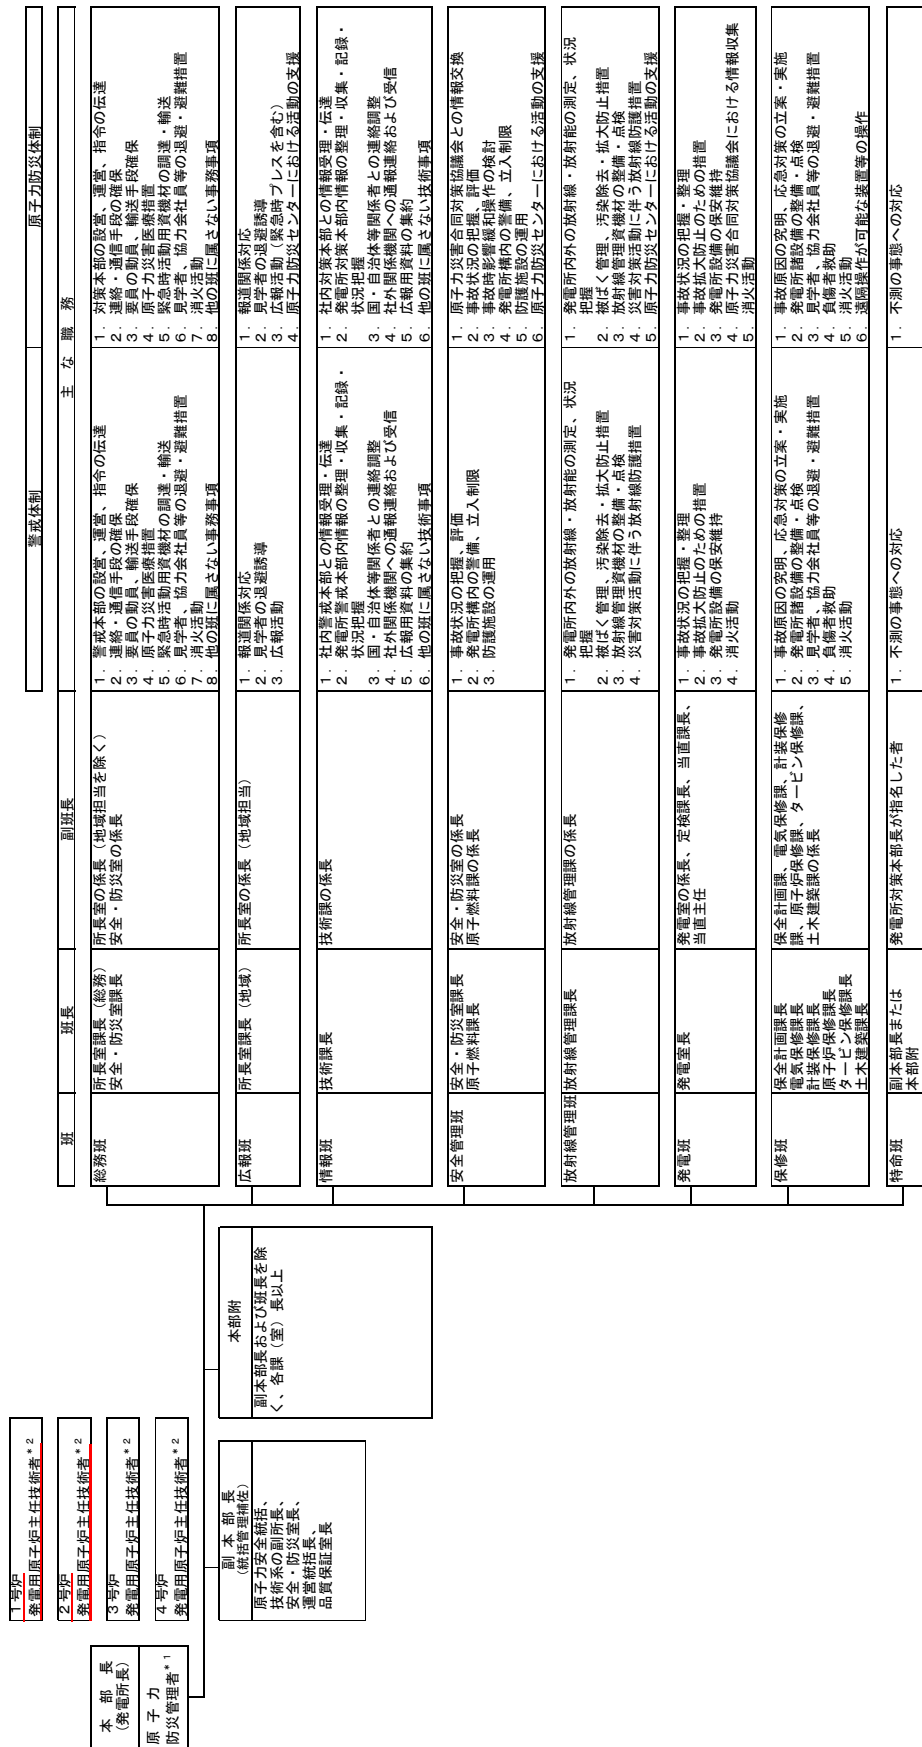 本部長
(発電所長)
原子力
防災管理者*1
1号炉
発電用原子炉主任技術者*2
2号炉
発電用原子炉主任技術者*2
3号炉
発電用原子炉主任技術者*2
4号炉
発電用原子炉主任技術者*2
副本部長
(統括管理補佐)
原子力安全統括、
技術系の副所長、
安全・防災室長、
運営統括長、
品質保証室長
本部附
副本部長および班長を除
く、各課(室)長以上
班
班長
副班長
主な職務
警戒体制
原子力防災体制
総務班
所長室課長(総務)
安全・防災室課長
所長室の係長(地域担当を除く)
安全・防災室の係長
1. 警戒本部の設営、運営、指令の伝達
2. 連絡・通信手段の確保
3. 要員の動員、輸送手段確保
4. 原子力災害医療措置
5. 緊急時活動用資機材の調達・輸送
6. 見学者、協力会社員等の退避・避難措置
7. 消火活動
8. 他の班に属さない事務事項
1. 対策本部の設営、運営、指令の伝達
2. 連絡・通信手段の確保
3. 要員の動員、輸送手段確保
4. 原子力災害医療措置
5. 緊急時活動用資機材の調達・輸送
6. 見学者、協力会社員等の退避・避難措置
7. 消火活動
8. 他の班に属さない事務事項
広報班
所長室課長(地域)
所長室の係長(地域担当)
1. 報道関係対応
2. 見学者の退避誘導
3. 広報活動
1. 報道関係対応
2. 見学者の退避誘導
3. 広報活動(緊急時プレスを含む)
4. 原子力防災センターにおける活動の支援
情報班
技術課長
技術課の係長
1. 社内警戒本部との情報受理・伝達
2. 発電所警戒本部内情報の整理・収集・記録・
状況把握
3. 国・自治体等関係者との連絡調整
4. 社外関係機関への通報連絡および受信
5. 広報用資料の集約
6. 他の班に属さない技術事項
1. 社内対策本部との情報受理・伝達
2. 発電所対策本部内情報の整理・収集・記録・
状況把握
3. 国・自治体等関係者との連絡調整
4. 社外関係機関への通報連絡および受信
5. 広報用資料の集約
6. 他の班に属さない技術事項
安全管理班
安全・防災室課長
原子燃料課長
安全・防災室の係長
原子燃料課の係長
1. 事故状況の把握、評価
2. 発電所構内の警備、立入制限
3. 防護施設の運用
1. 原子力災害合同対策協議会との情報交換
2. 事故状況の把握、評価
3. 事故時影響緩和操作の検討
4. 発電所構内の警備、立入制限
5. 防護施設の運用
6. 原子力防災センターにおける活動の支援
放射線管理班
放射線管理課長
放射線管理課の係長
1. 発電所内外の放射線・放射能の測定、状況
把握
2. 被ばく管理、汚染除去・拡大防止措置
3. 放射線管理資機材の整備・点検
4. 災害対策活動に伴う放射線防護措置
1. 発電所内外の放射線・放射能の測定、状況
把握
2. 被ばく管理、汚染除去・拡大防止措置
3. 放射線管理資機材の整備・点検
4. 災害対策活動に伴う放射線防護措置
5. 原子力防災センターにおける活動の支援
発電班
発電室長
発電室の係長、定検課長、当直課長、
当直主任
1. 事故状況の把握・整理
2. 事故拡大防止のための措置
3. 発電所設備の保安維持
4. 消火活動
1. 事故状況の把握・整理
2. 事故拡大防止のための措置
3. 発電所設備の保安維持
4. 原子力災害合同対策協議会における情報収集
5. 消火活動
保修班
保全計画課長
電気保修課長
計装保修課長
原子炉保修課長
タービン保修課長
土木建築課長
保全計画課、電気保修課、計装保修
課、原子炉保修課、タービン保修課、
土木建築課の係長
1. 事故原因の究明、応急対策の立案・実施
2. 発電所諸設備の整備・点検
3. 見学者、協力会社員等の退避・避難措置
4. 負傷者救助
5. 消火活動
1. 事故原因の究明、応急対策の立案・実施
2. 発電所諸設備の整備・点検
3. 見学者、協力会社員等の退避・避難措置
4. 負傷者救助
5. 消火活動
6. 遠隔操作が可能な装置等の操作
特命班
副本部長または
本部附
発電所対策本部長が指名した者
1. 不測の事態への対応
1. 不測の事態への対応